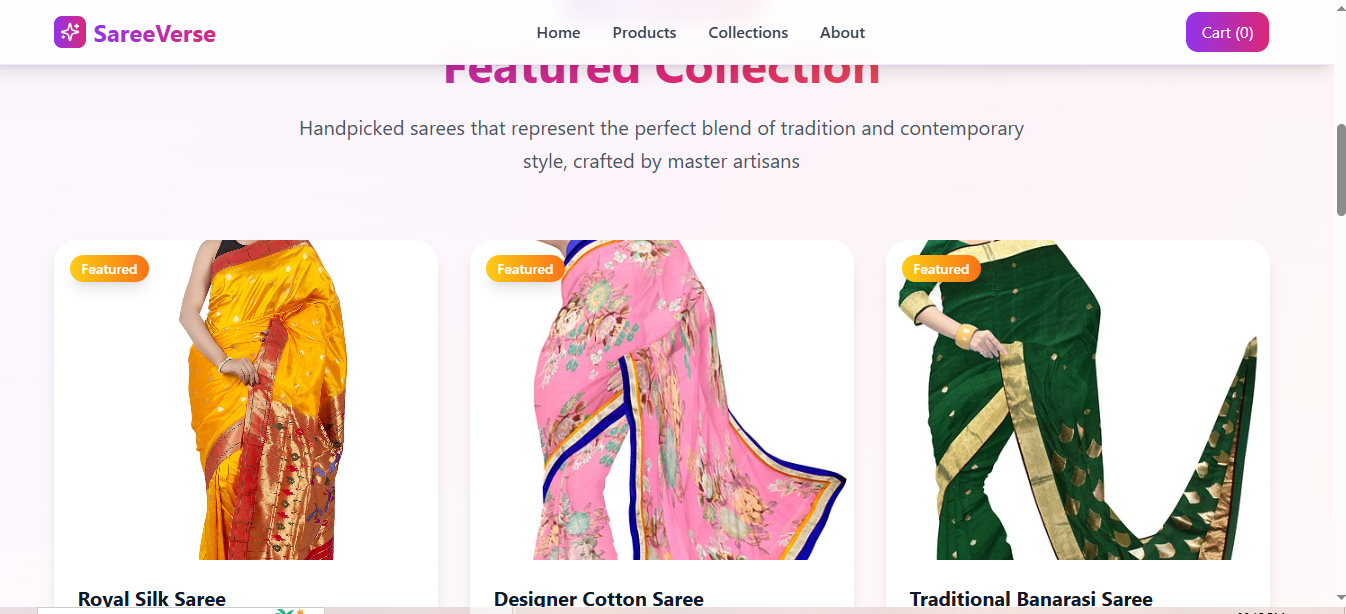 SareeVerse
Home Products Collections About
Cart (0)
Featured Collection
Handpicked sarees that represent the perfect blend of tradition and contemporary
style, crafted by master artisans
Featured
Featured
Featured
Royal Silk Saree
Designer Cotton Saree
Traditional Banarasi Saree